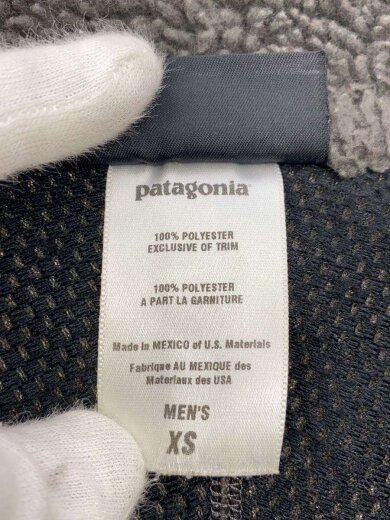 patagonia
100% POLYESTER
EXCLUSIVE OF TRIM
100% POLYESTER
A PART LA GARNITURE
Made in MEXICO of U.S. Materials
Fabrique AU MEXIQUE des
Materiaux des USA
MEN'S
XS